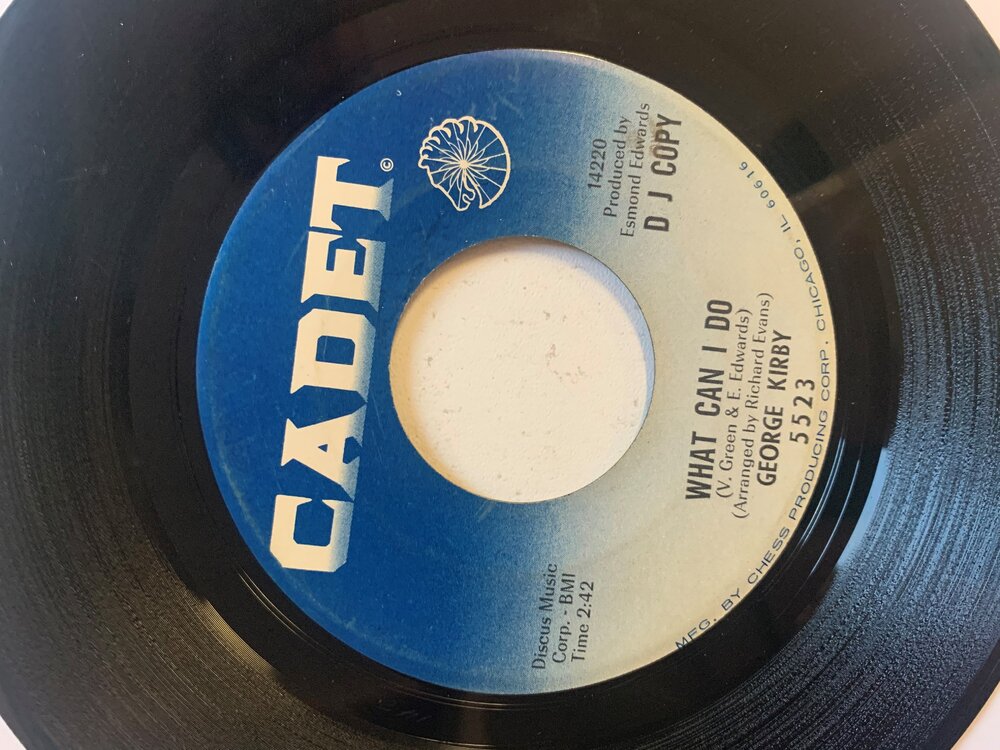 CADET
©
14220
Produced by
Esmond Edwards
D J COPY
Discus Music
Corp. - BMI
Time 2:42
WHAT CAN I DO
(V. Green & E. Edwards)
(Arranged by Richard Evans)
GEORGE KIRBY
5523
MFG. BY CHESS PRODUCING CORP. CHICAGO, IL 60616